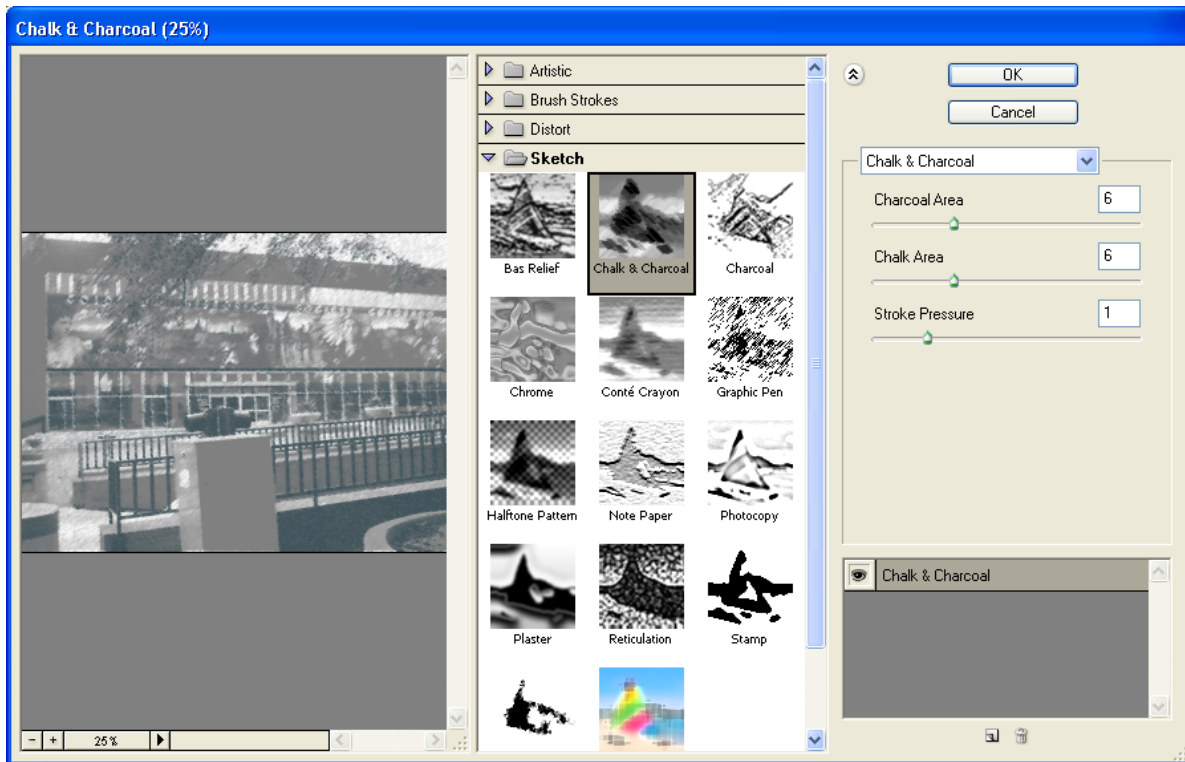 Chalk & Charcoal (25%)
Artistic
Brush Strokes
Distort
Sketch
Bas Relief
Chalk & Charcoal
Charcoal
Chrome
Conté Crayon
Graphic Pen
Halftone Pattern
Note Paper
Photocopy
Plaster
Reticulation
Stamp
25%
OK
Cancel
Chalk & Charcoal
Charcoal Area 6
Chalk Area 6
Stroke Pressure 1
Chalk & Charcoal